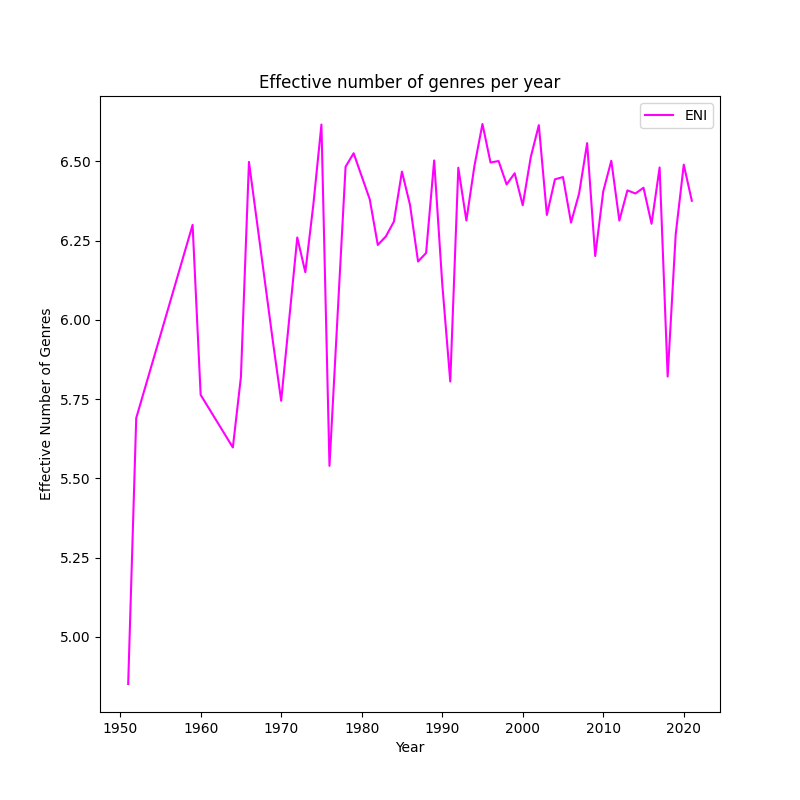 Effective number of genres per year
ENI
Effective Number of Genres
6.50
6.25
6.00
5.75
5.50
5.25
5.00
1950 1960 1970 1980 1990 2000 2010 2020
Year